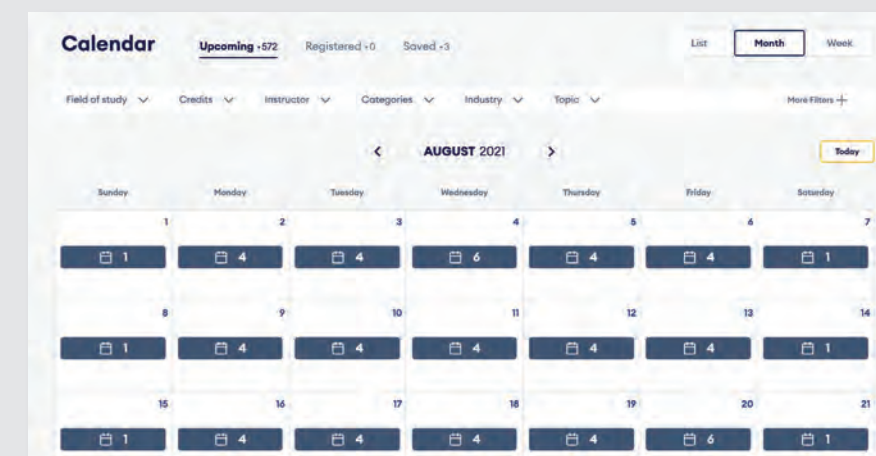 Calendar Upcoming •572 Registered •0 Saved •3 List Month Week
Field of study Credits Instructor Categories Industry Topic More Filters +
< AUGUST 2021 > Today
Sunday Monday Tuesday Wednesday Thursday Friday Saturday
1 2 3 4 5 6 7
1 4 4 6 4 4 1
8 9 10 11 12 13 14
1 4 4 4 4 4 1
15 16 17 18 19 20 21
1 4 4 4 4 6 1